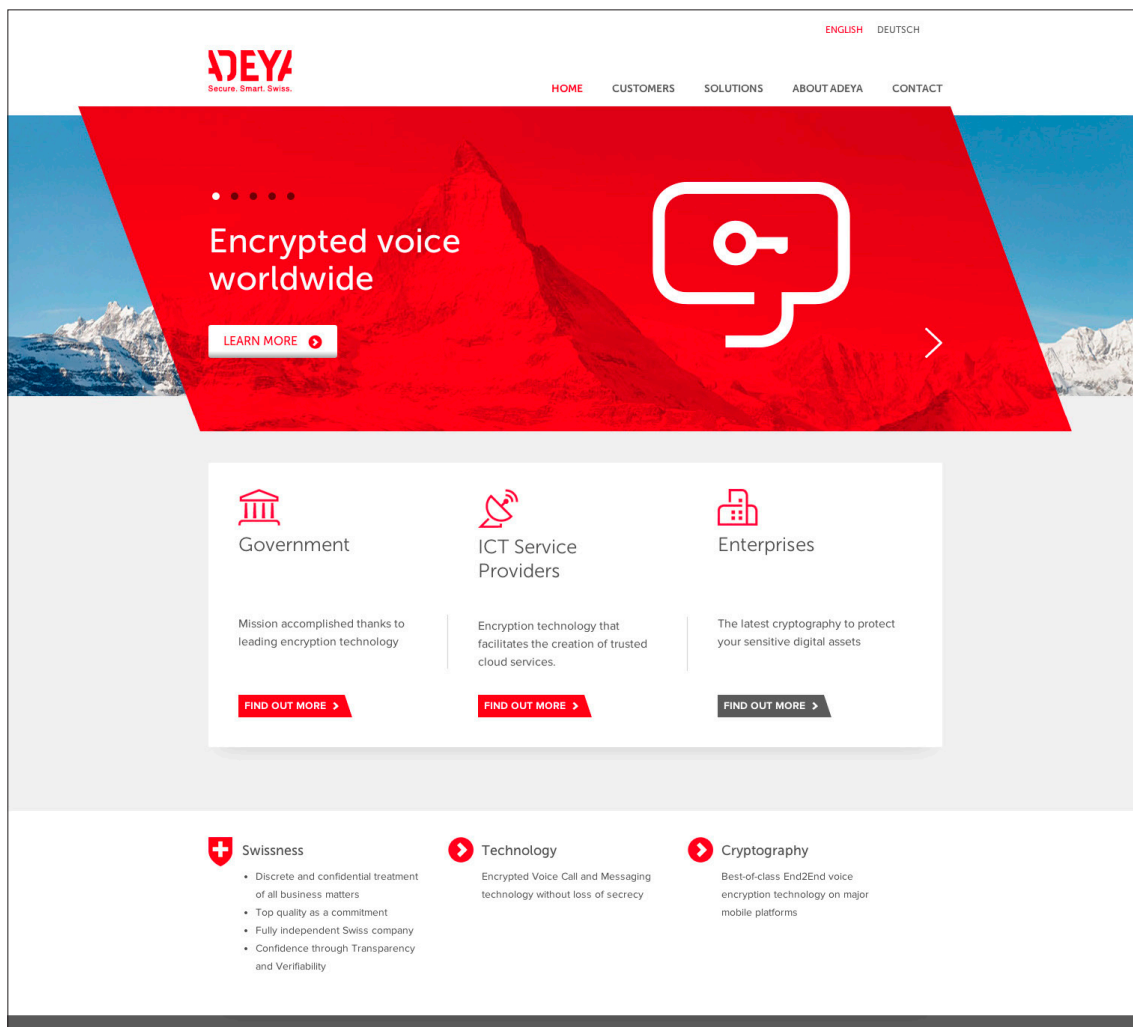 ENGLISH DEUTSCH
ADEYA
Secure. Smart. Swiss.
HOME CUSTOMERS SOLUTIONS ABOUT ADEYA CONTACT
Encrypted voice
worldwide
LEARN MORE
Government
Mission accomplished thanks to
leading encryption technology
FIND OUT MORE
ICT Service
Providers
Encryption technology that
facilitates the creation of trusted
cloud services.
FIND OUT MORE
Enterprises
The latest cryptography to protect
your sensitive digital assets
FIND OUT MORE
Swissness
• Discrete and confidential treatment
of all business matters
• Top quality as a commitment
• Fully independent Swiss company
• Confidence through Transparency
and Verifiability
Technology
Encrypted Voice Call and Messaging
technology without loss of secrecy
Cryptography
Best-of-class End2End voice
encryption technology on major
mobile platforms